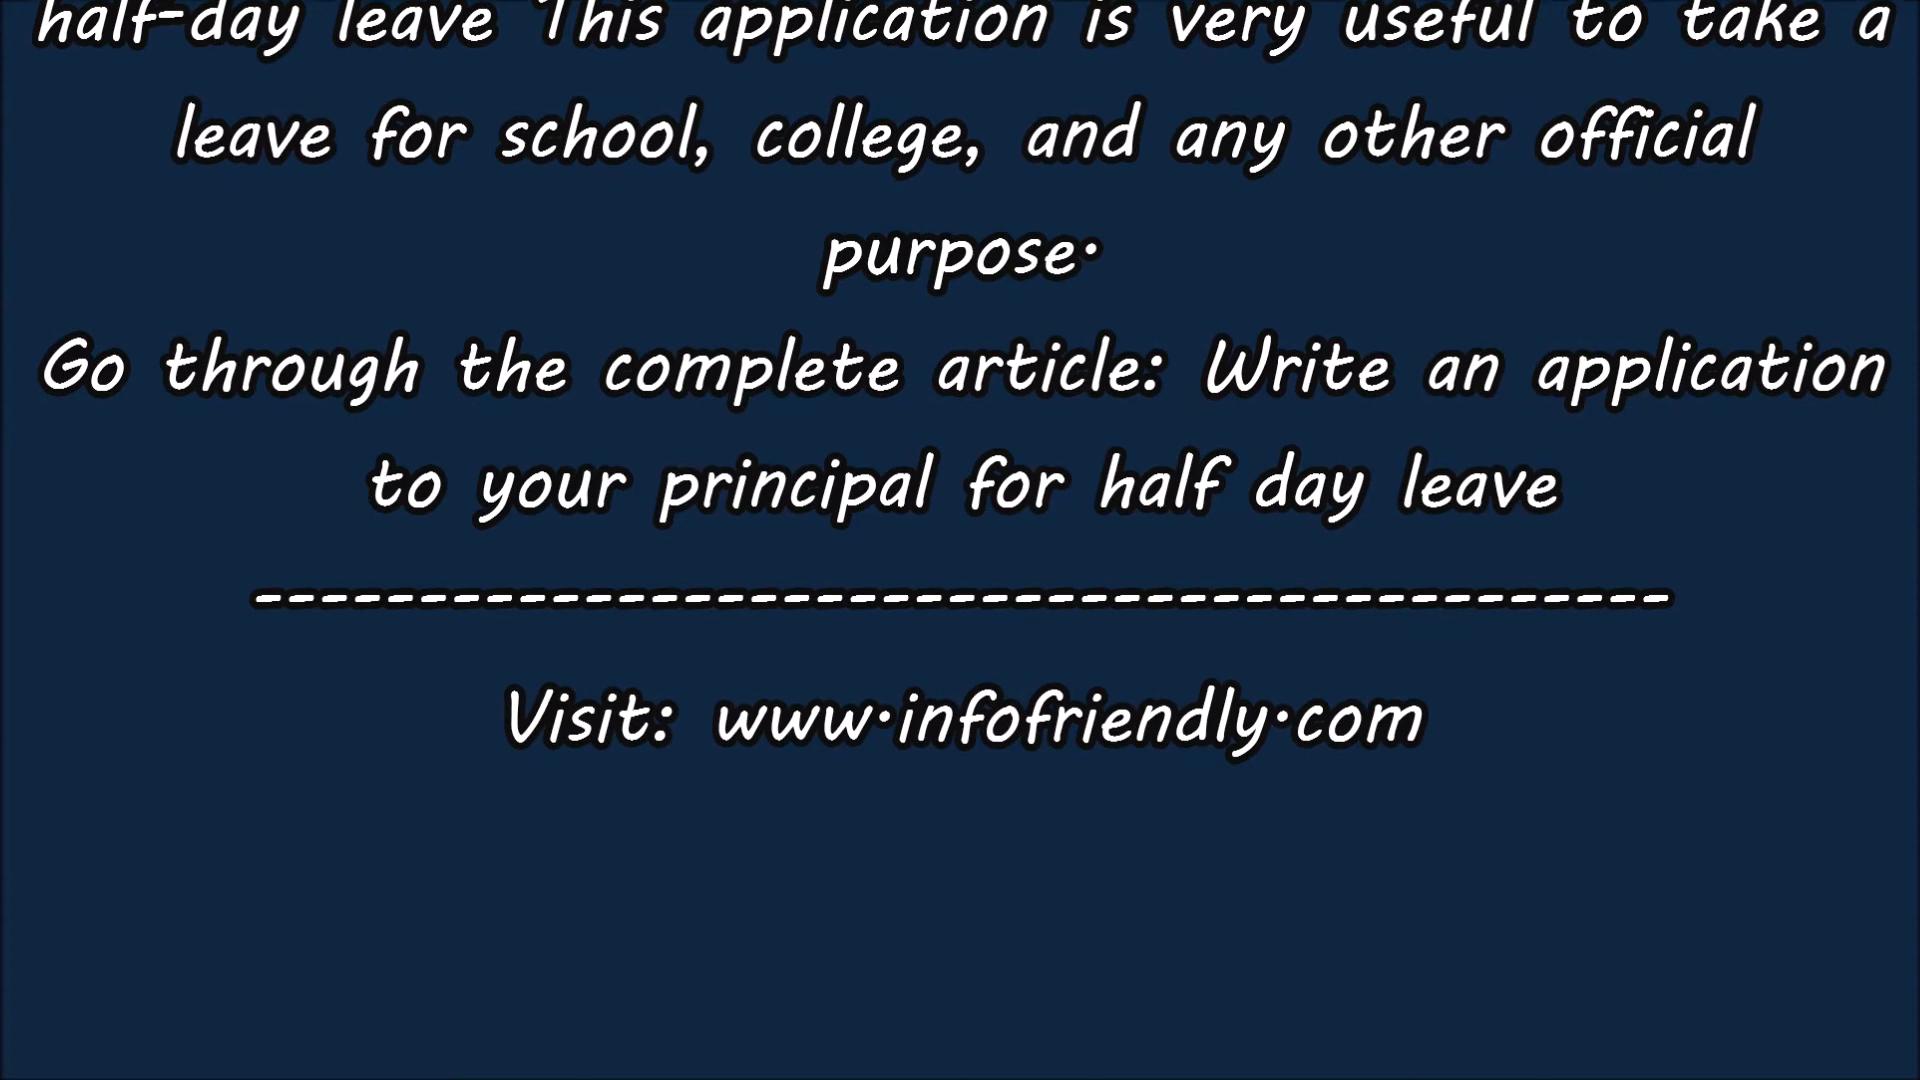 half-day leave This application is very useful to take a
leave for school, college, and any other official
purpose.
Go through the complete article: Write an application
to your principal for half day leave
-------------------------------------------
Visit: www.infofriendly.com